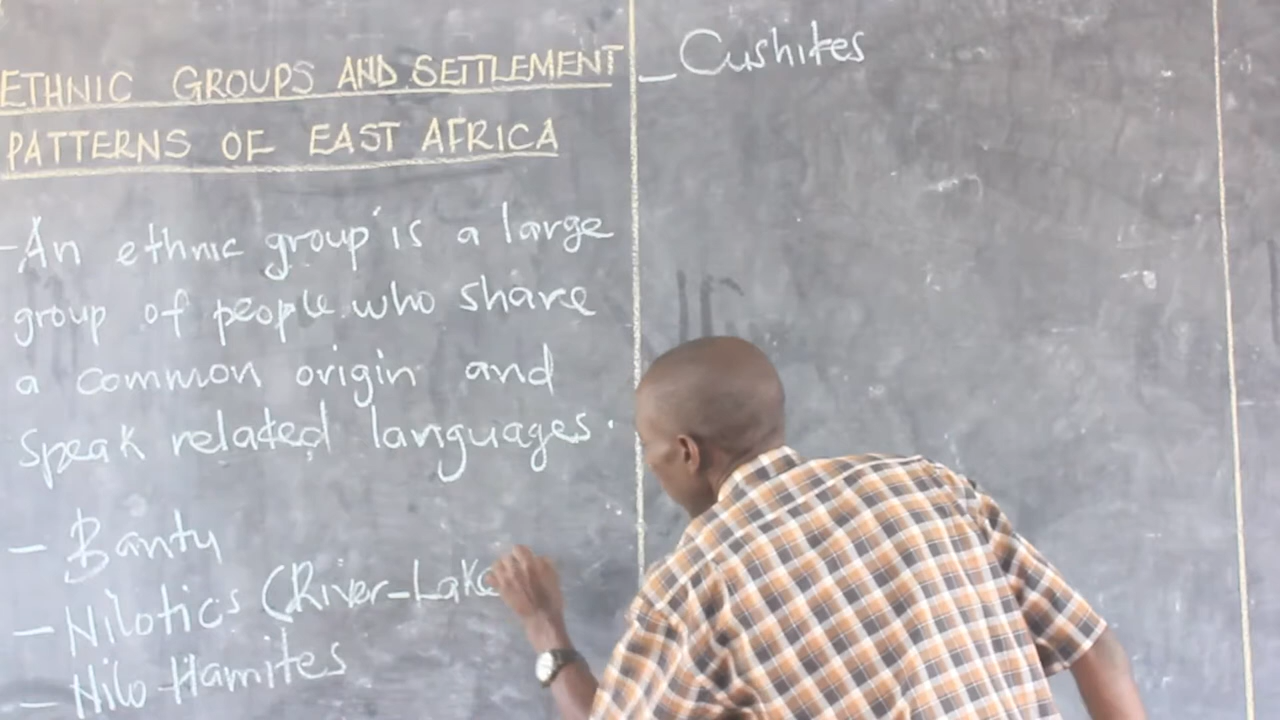 ETHNIC GROUPS AND SETTLEMENT
PATTERNS OF EAST AFRICA
-An ethnic group is a large
group of people who share
a common origin and
speak related languages.
- Bantu
- Nilotics (River-Lake
- Nilo-Hamites
- Cushites